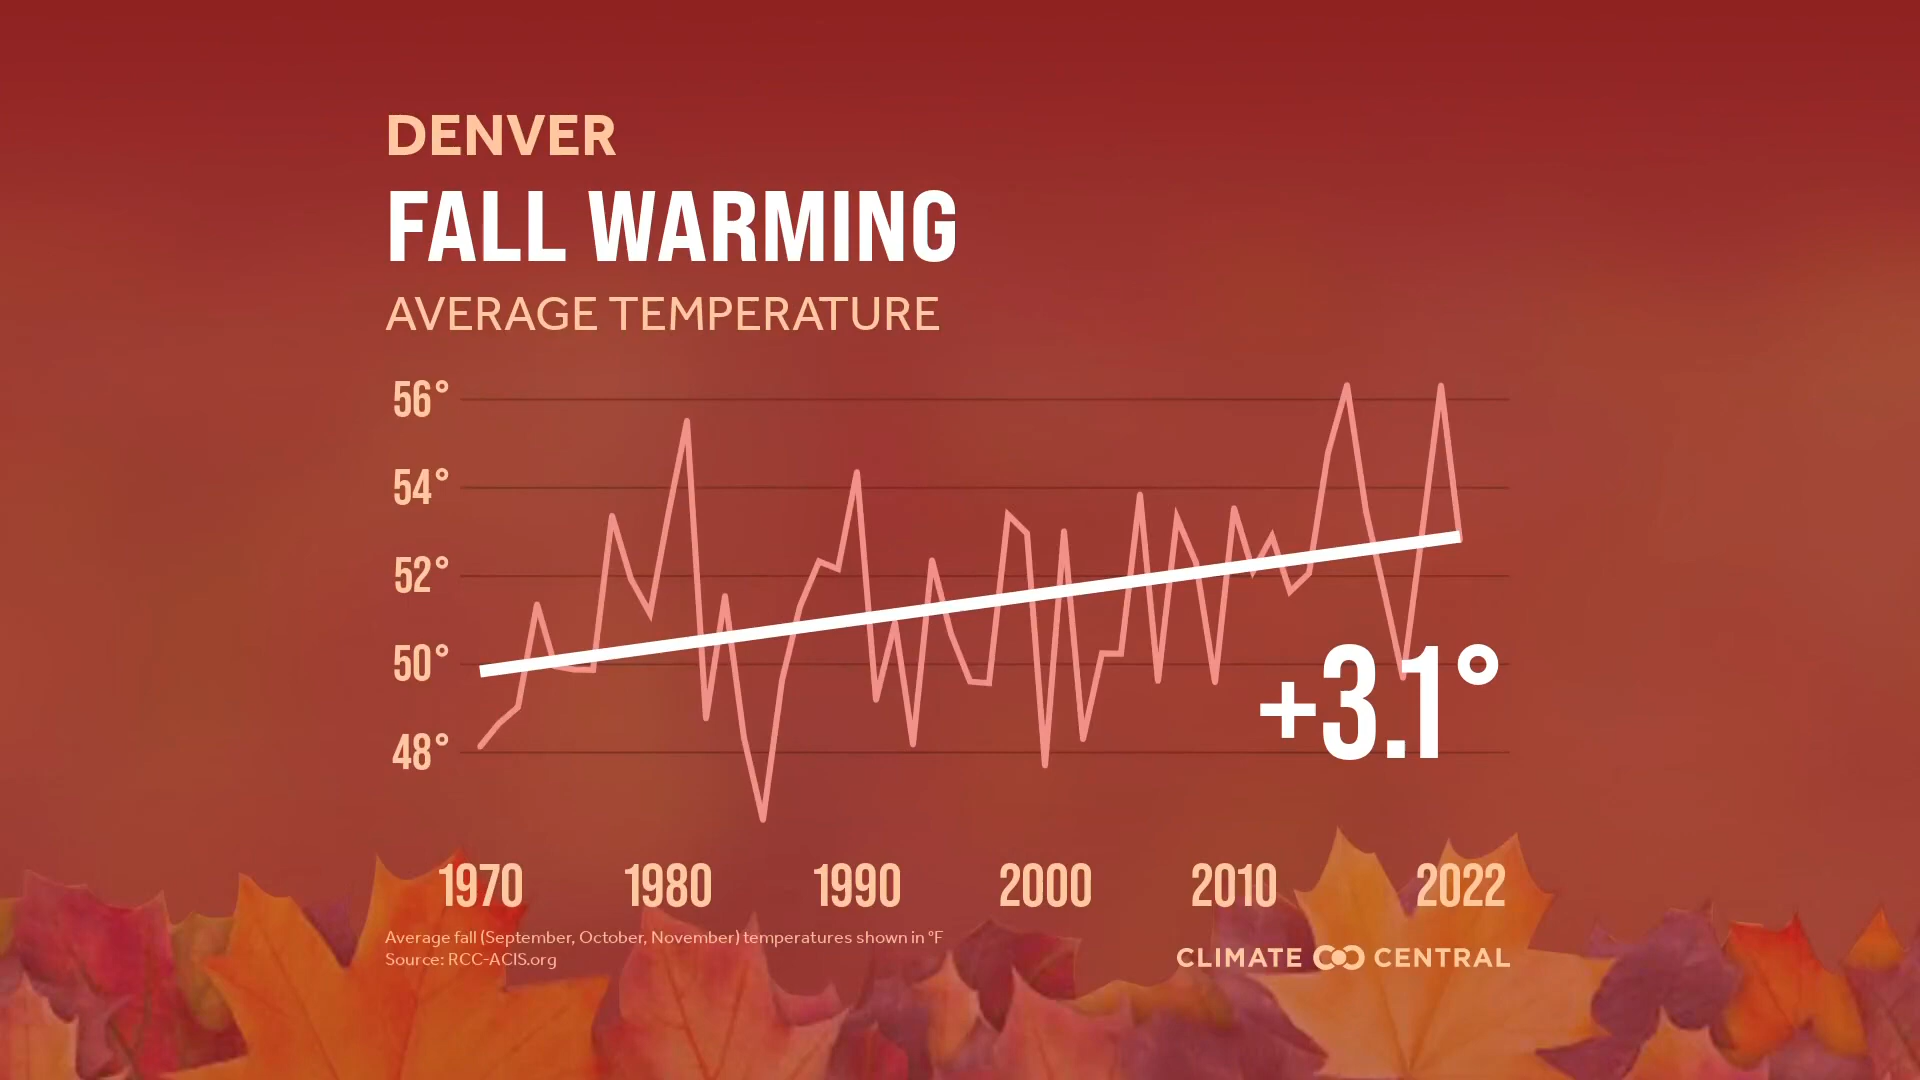 DENVER
FALL WARMING
AVERAGE TEMPERATURE
56°
54°
52°
50°
48°
+3.1°
1970 1980 1990 2000 2010 2022
Average fall (September, October, November) temperatures shown in °F
Source: RCC-ACIS.org
CLIMATE CENTRAL